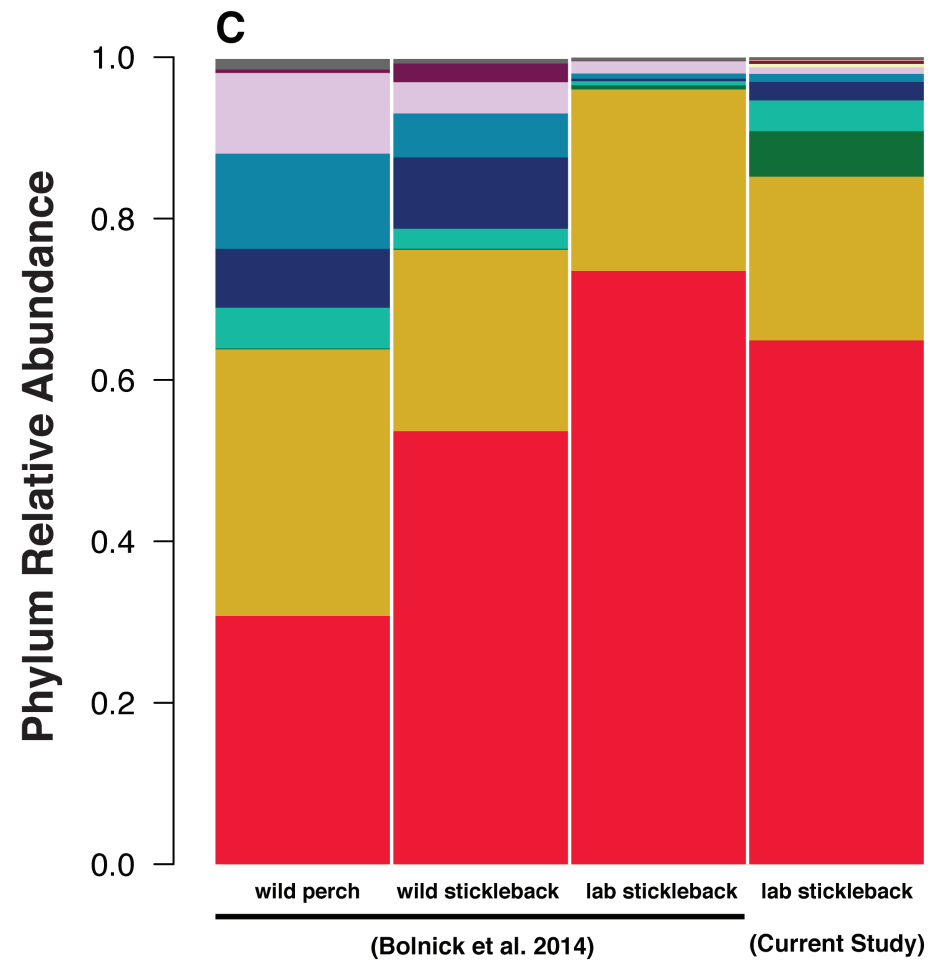 C
Phylum Relative Abundance
1.0
0.8
0.6
0.4
0.2
0.0
wild perch
wild stickleback
lab stickleback
lab stickleback
(Bolnick et al. 2014)
(Current Study)